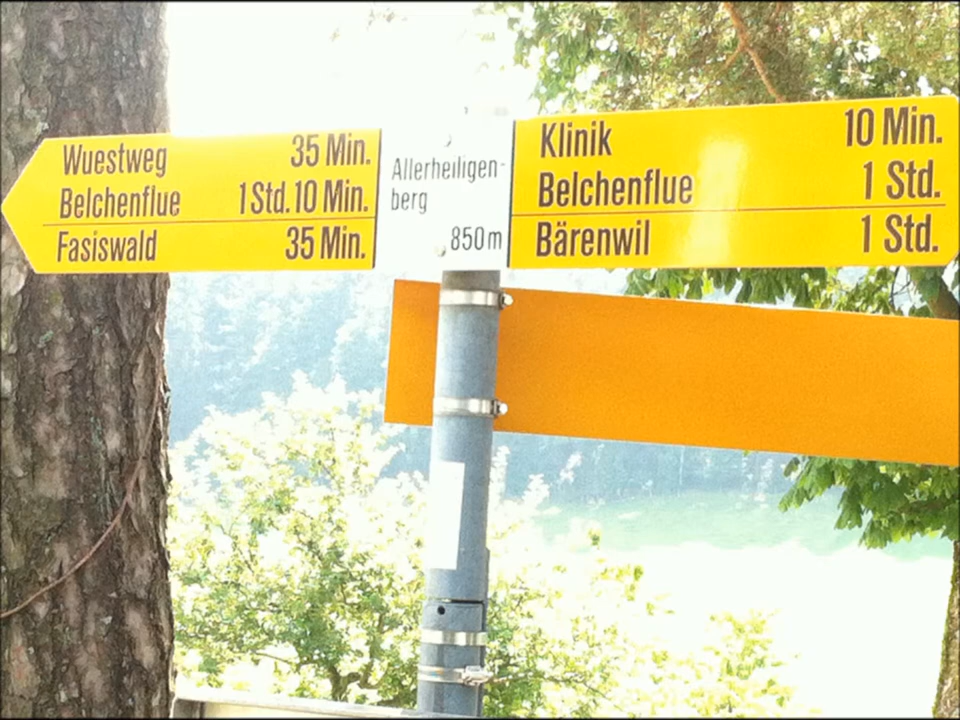 Wuestweg 35 Min.
Belchenflue 1 Std. 10 Min.
Fasiswald 35 Min.
Allerheiligen-
berg
850m
Klinik 10 Min.
Belchenflue 1 Std.
Bärenwil 1 Std.